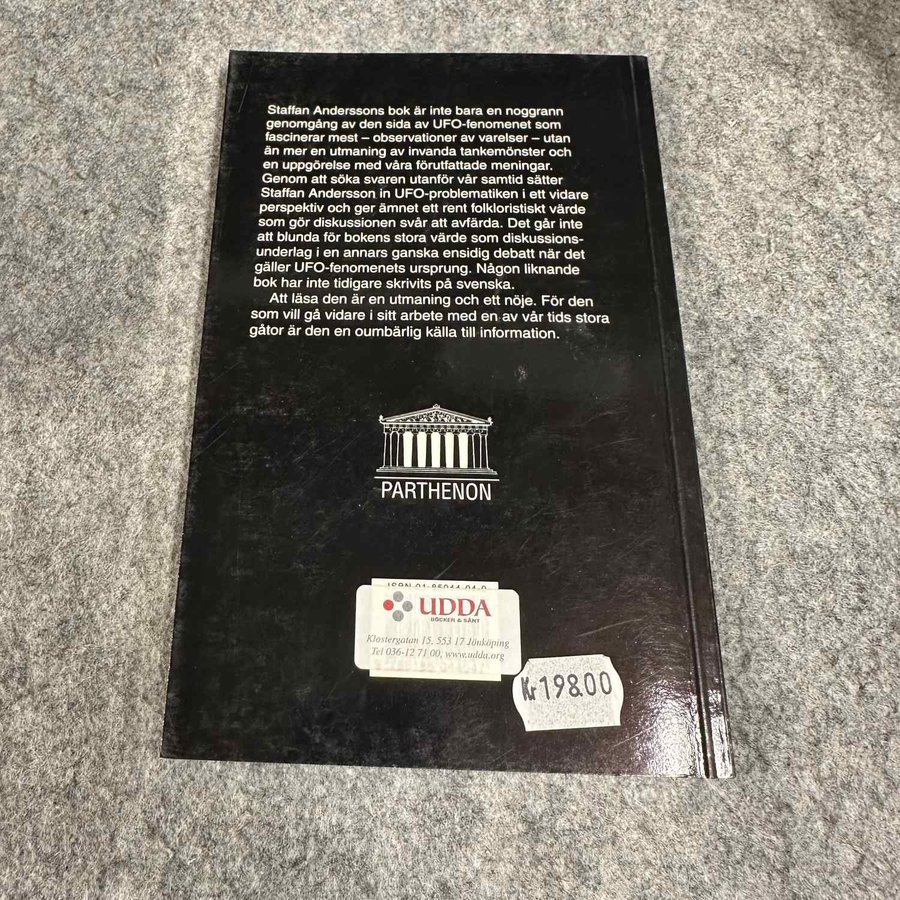 Staffan Anderssons bok är inte bara en noggrann
genomgång av den sida av UFO-fenomenet som
fascinerar mest – observationer av varelser – utan
än mer en utmaning av invanda tankemönster och
en uppgörelse med våra förutfattade meningar.
Genom att söka svaren utanför vår samtid sätter
Staffan Andersson in UFO-problematiken i ett vidare
perspektiv och ger ämnet ett rent folkloristiskt värde
som gör diskussionen svår att avfärda. Det går inte
att blunda för bokens stora värde som diskussions-
underlag i en annars ganska ensidig debatt när det
gäller UFO-fenomenets ursprung. Någon liknande
bok har inte tidigare skrivits på svenska.
Att läsa den är en utmaning och ett nöje. För den
som vill gå vidare i sitt arbete med en av vår tids stora
gåtor är den en oumbärlig källa till information.
PARTHENON
ISBN
UDDA
BÖCKER & SÅNT
Klostergatan 15, 553 17 Jönköping
Tel 036-12 71 00, www.udda.org
Kr 198.00